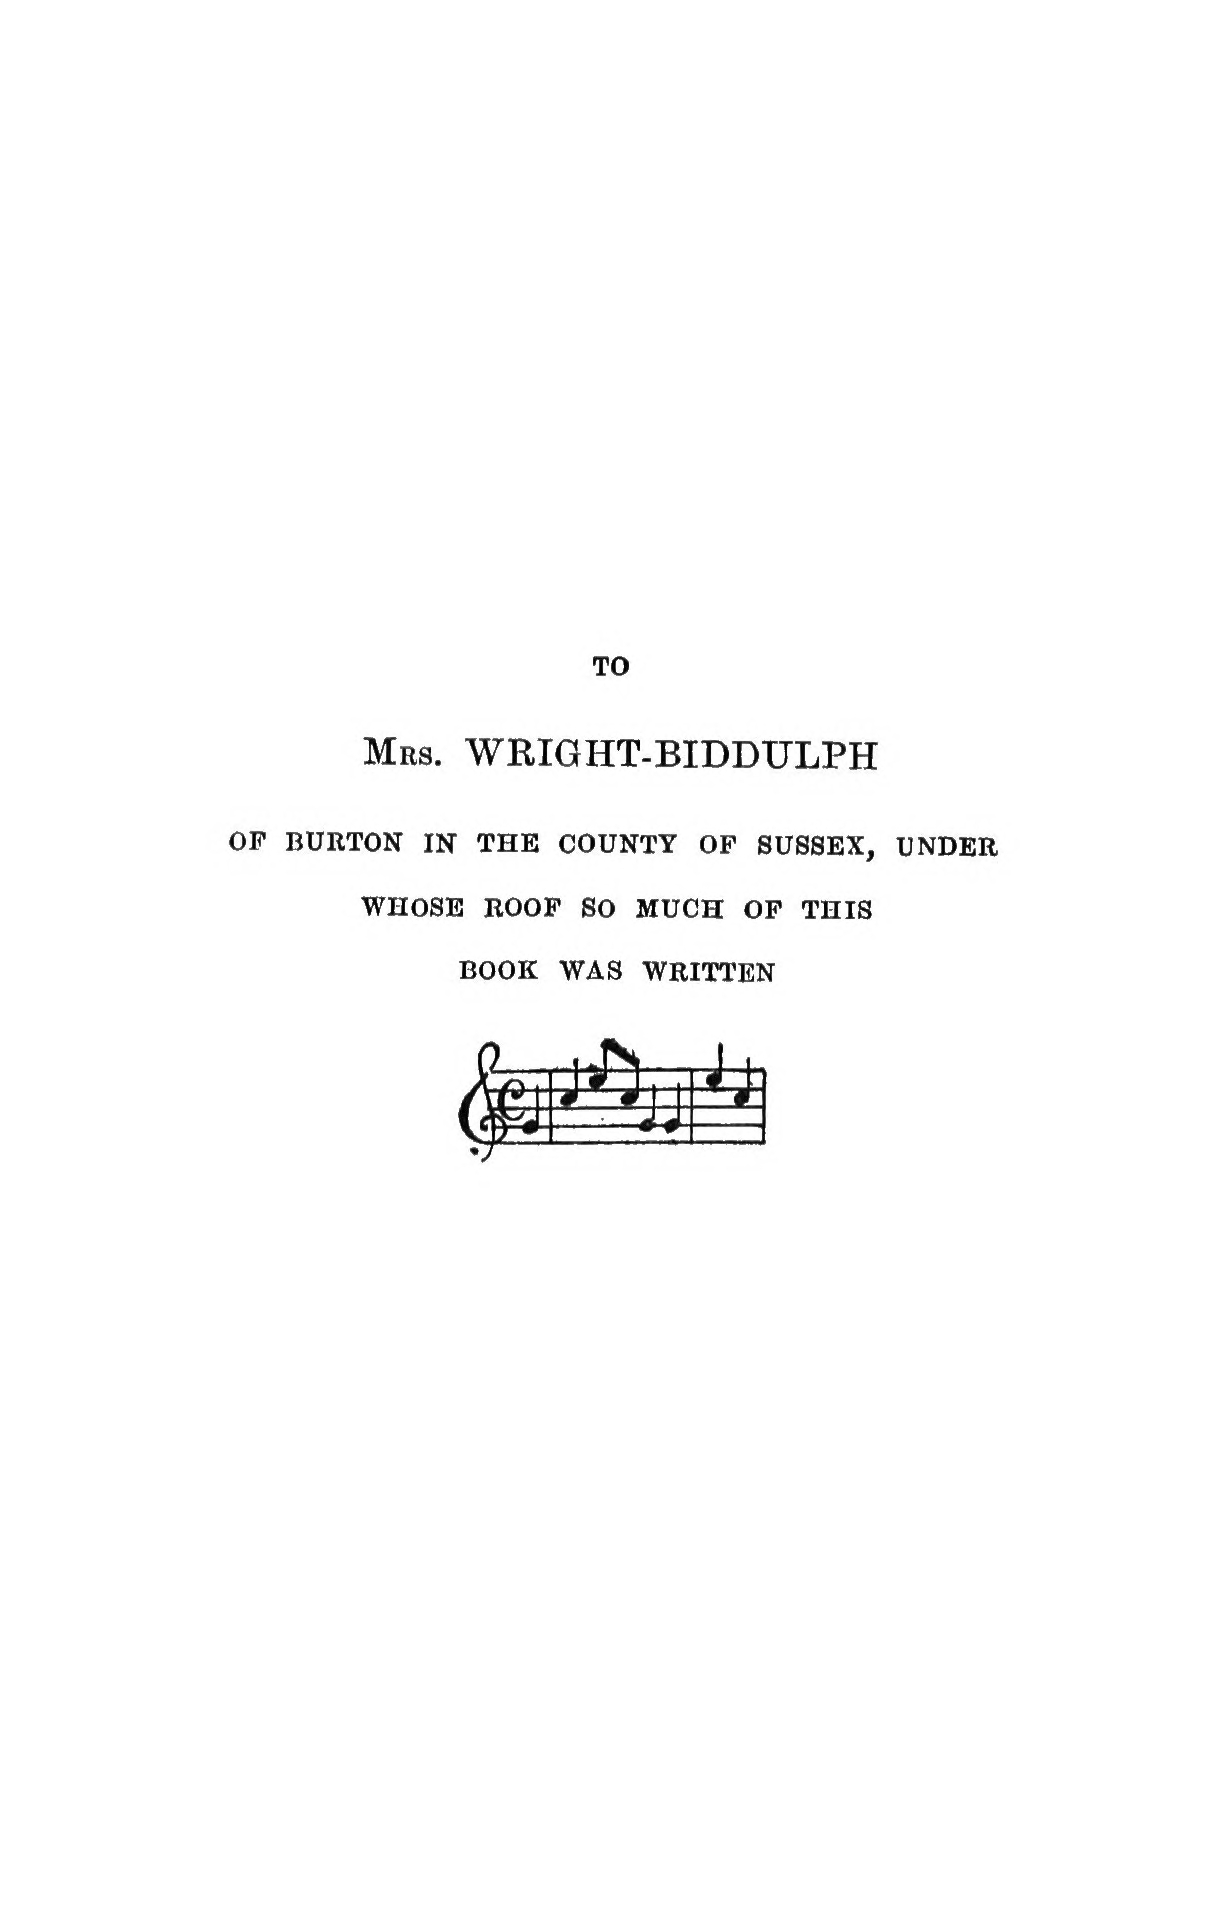 TO
MRS. WRIGHT-BIDDULPH
OF BURTON IN THE COUNTY OF SUSSEX, UNDER
WHOSE ROOF SO MUCH OF THIS
BOOK WAS WRITTEN